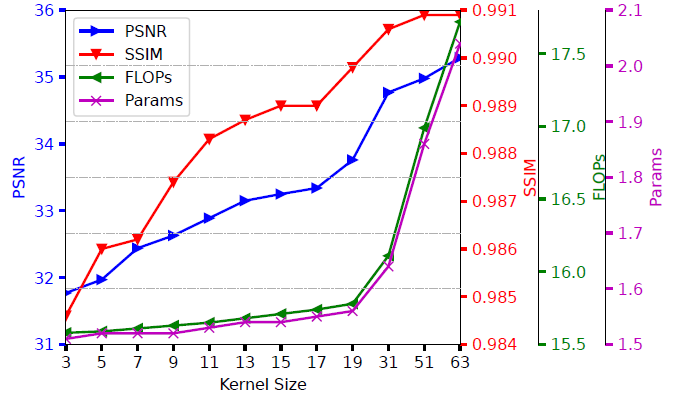 36
35
34
33
32
31
PSNR
PSNR
SSIM
FLOPs
Params
0.991
0.990
0.989
0.988
0.987
0.986
0.985
0.984
SSIM
17.5
17.0
16.5
16.0
15.5
FLOPs
2.1
2.0
1.9
1.8
1.7
1.6
1.5
Params
3 5 7 9 11 13 15 17 19 31 51 63
Kernel Size